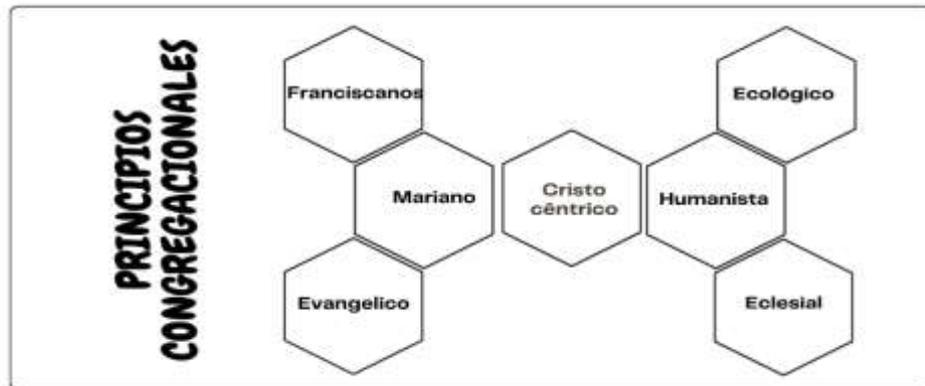 PRINCIPIOS
CONGREGACIONALES
Franciscanos
Ecológico
Mariano
Cristo
cêntrico
Humanista
Evangelico
Eclesial